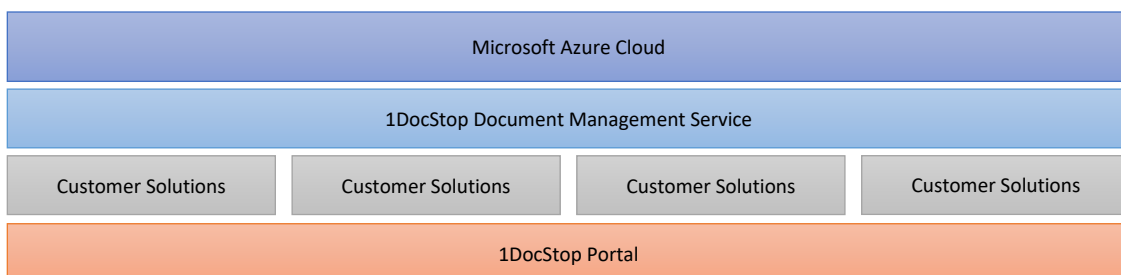 Microsoft Azure Cloud
1DocStop Document Management Service
Customer Solutions
Customer Solutions
Customer Solutions
Customer Solutions
1DocStop Portal